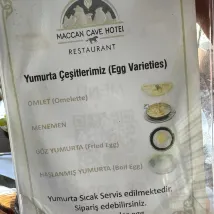 MACCAN CAVE HOTEL
RESTAURANT
Yumurta Çeşitlerimiz (Egg Varieties)
OMLET (Omelette)
MENEMEN
GÖZ YUMURTA (Fried Egg)
HAŞLANMIŞ YUMURTA (Boil Egg)
Yumurta Sıcak Servis edilmektedir.
Sipariş edebilirsiniz.